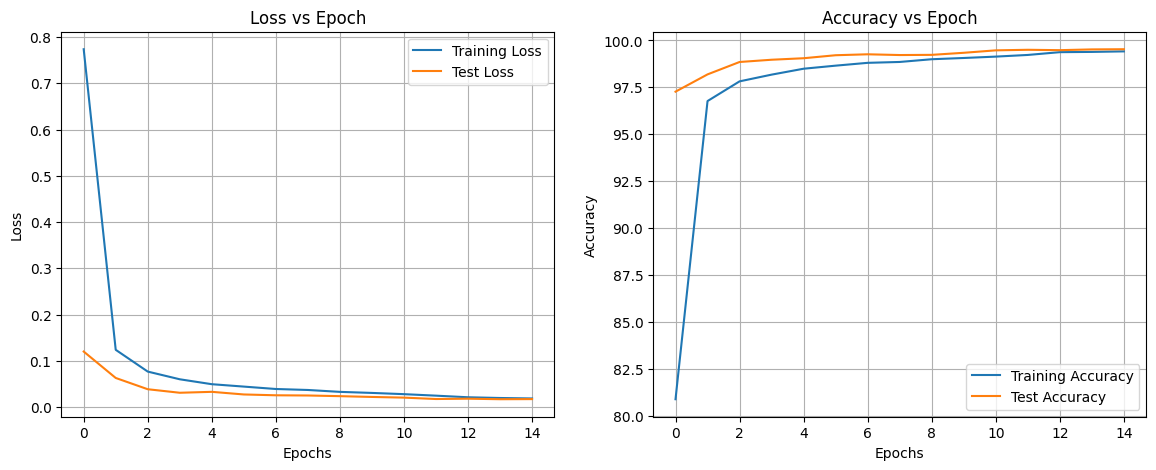 Loss vs Epoch
0.8
0.7
0.6
0.5
0.4
0.3
0.2
0.1
0.0
Loss
Training Loss
Test Loss
0 2 4 6 8 10 12 14
Epochs
Accuracy vs Epoch
100.0
97.5
95.0
92.5
90.0
87.5
85.0
82.5
80.0
Accuracy
Training Accuracy
Test Accuracy
0 2 4 6 8 10 12 14
Epochs